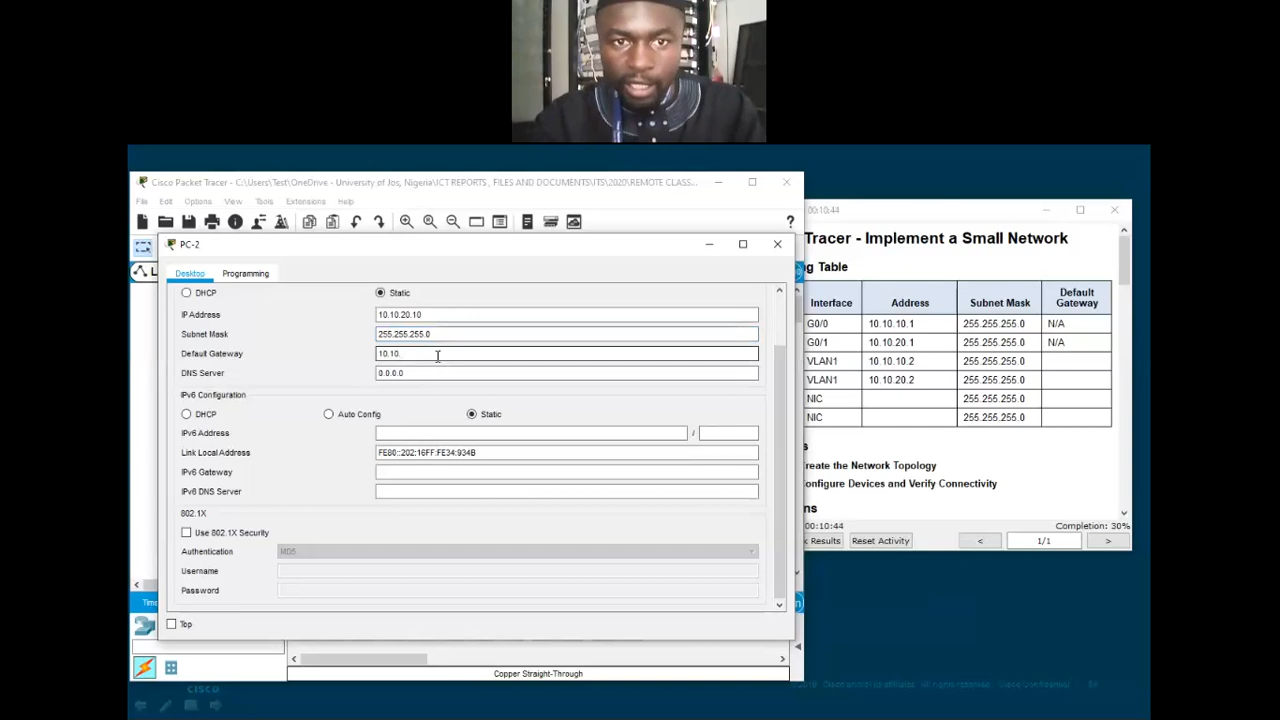 Cisco Packet Tracer - C:\Users\Test\OneDrive - University of Jos, Nigeria\ICT REPORTS , FILES AND DOCUMENTS\ITS\2020\REMOTE CLASS...
File Edit Options View Tools Extensions Help
?
PC-2
Desktop Programming
DHCP Static
IP Address 10.10.20.10
Subnet Mask 255.255.255.0
Default Gateway 10.10.
DNS Server 0.0.0.0
IPv6 Configuration
DHCP Auto Config Static
IPv6 Address /
Link Local Address FE80::202:16FF:FE34:934B
IPv6 Gateway
IPv6 DNS Server
802.1X
Use 802.1X Security
Authentication MD5
Username
Password
Top
Time
Copper Straight-Through
00:10:44
Tracer - Implement a Small Network
g Table
Interface Address Subnet Mask Default Gateway
G0/0 10.10.10.1 255.255.255.0 N/A
G0/1 10.10.20.1 255.255.255.0 N/A
VLAN1 10.10.10.2 255.255.255.0
VLAN1 10.10.20.2 255.255.255.0
NIC 255.255.255.0
NIC 255.255.255.0
s
Create the Network Topology
onfigure Devices and Verify Connectivity
ns
00:10:44 Completion: 30%
k Results Reset Activity < 1/1 >
CISCO